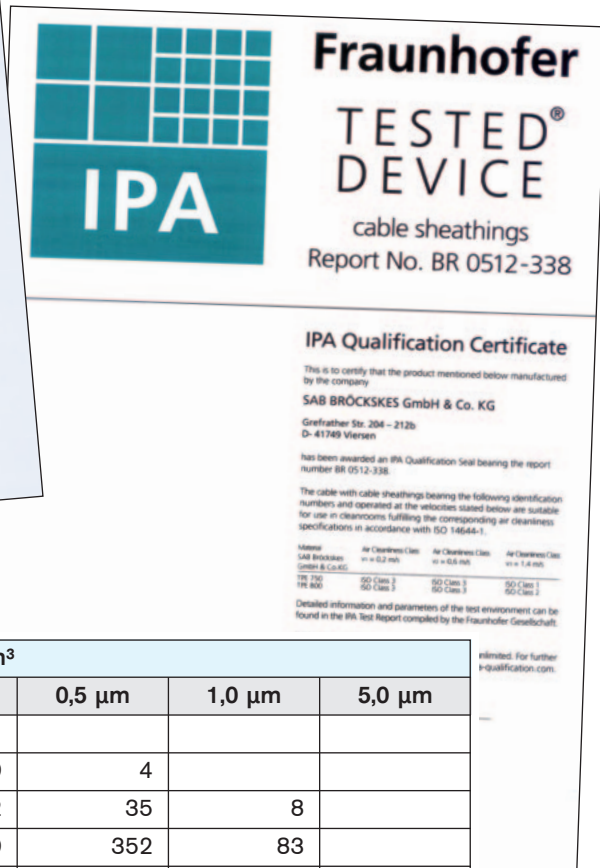 IPA
Fraunhofer
TESTED®
DEVICE
cable sheathings
Report No. BR 0512-338
IPA Qualification Certificate
This is to certify that the product mentioned below manufactured
by the company
SAB BRÖCKSKES GmbH & Co. KG
Grefrather Str. 204 – 212b
D- 41749 Viersen
has been awarded an IPA Qualification Seal bearing the report
number BR 0512-338.
The cable with cable sheathings bearing the following identification
numbers and operated at the velocities stated below are suitable
for use in cleanrooms fulfilling the corresponding air cleanliness
specifications in accordance with ISO 14644-1.
Material Air Cleanliness Class Air Cleanliness Class Air Cleanliness Class
SAB Bröckskes v1 = 0,2 m/s v2 = 0,6 m/s v = 1,4 m/s
GmbH & Co.KG
TPE 750 ISO Class 3 ISO Class 3 ISO Class 1
TPE 800 ISO Class 3 ISO Class 3 ISO Class 2
Detailed information and parameters of the test environment can be
found in the IPA Test Report compiled by the Fraunhofer Gesellschaft.
nlimited. For further
-qualification.com.
m³
0,5 µm 1,0 µm 5,0 µm
0 4
2 35 8
0 352 83